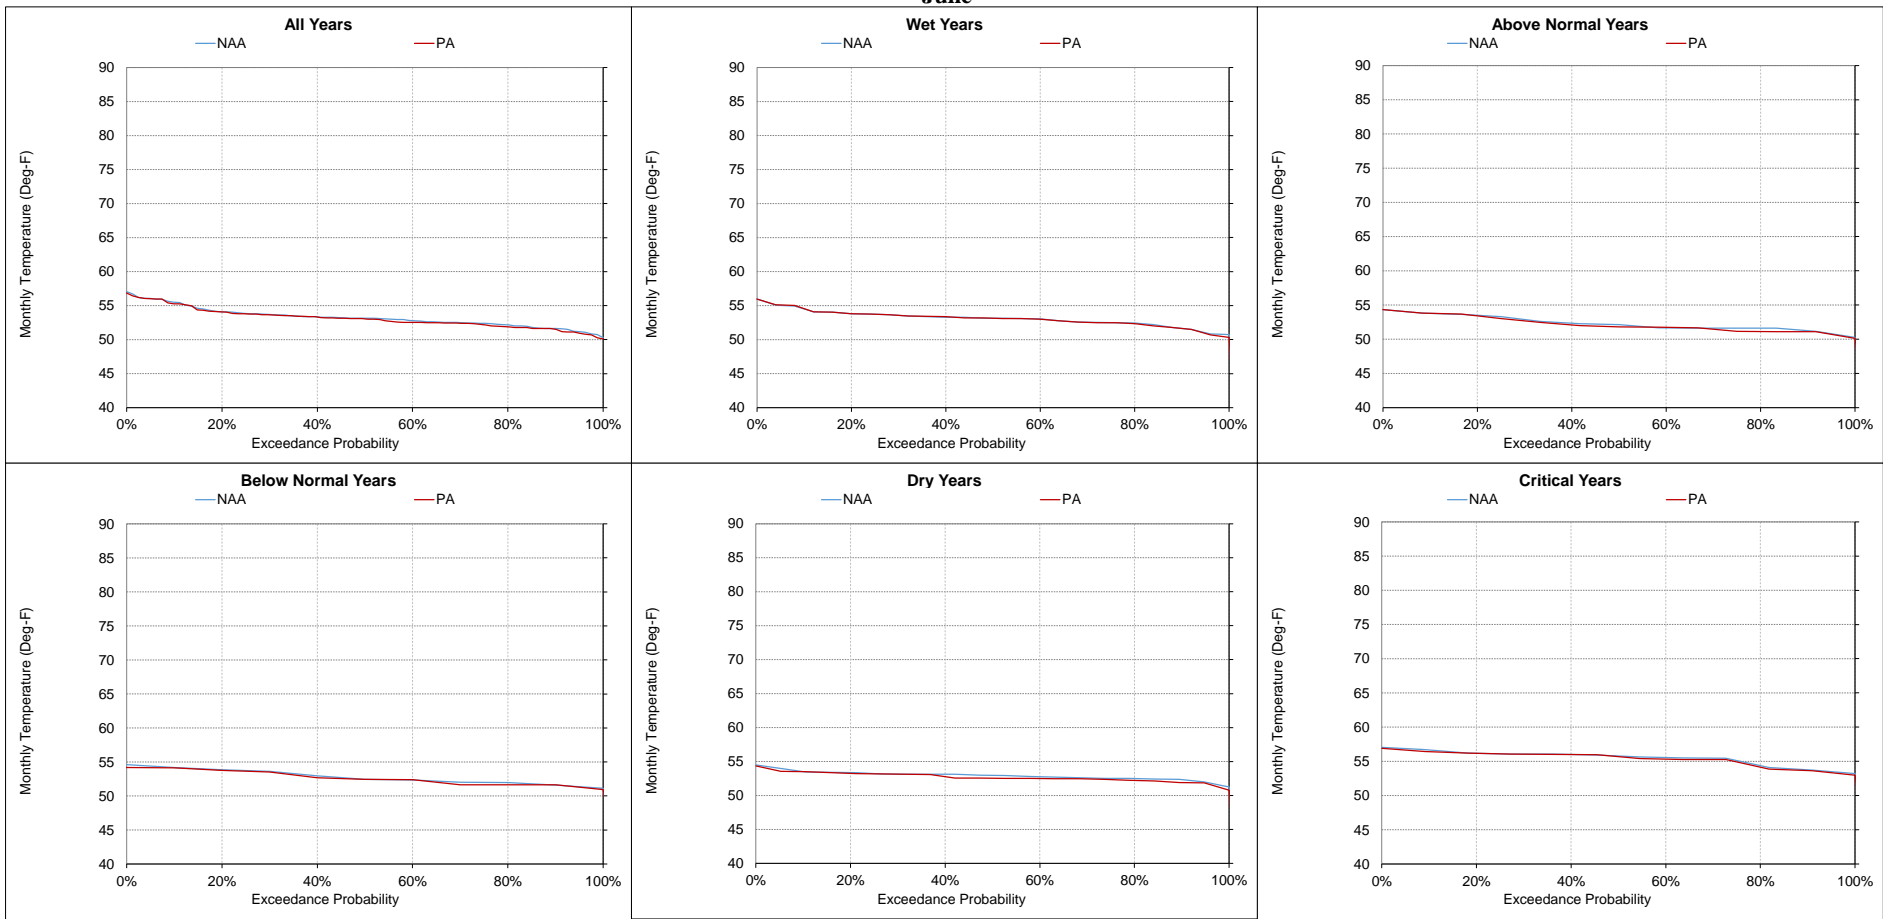 June
All Years
NAA PA
90
85
80
75
70
65
60
55
50
45
40
Monthly Temperature (Deg-F)
0% 20% 40% 60% 80% 100%
Exceedance Probability
Wet Years
NAA PA
90
85
80
75
70
65
60
55
50
45
40
Monthly Temperature (Deg-F)
0% 20% 40% 60% 80% 100%
Exceedance Probability
Above Normal Years
NAA PA
90
85
80
75
70
65
60
55
50
45
40
Monthly Temperature (Deg-F)
0% 20% 40% 60% 80% 100%
Exceedance Probability
Below Normal Years
NAA PA
90
85
80
75
70
65
60
55
50
45
40
Monthly Temperature (Deg-F)
0% 20% 40% 60% 80% 100%
Exceedance Probability
Dry Years
NAA PA
90
85
80
75
70
65
60
55
50
45
40
Monthly Temperature (Deg-F)
0% 20% 40% 60% 80% 100%
Exceedance Probability
Critical Years
NAA PA
90
85
80
75
70
65
60
55
50
45
40
Monthly Temperature (Deg-F)
0% 20% 40% 60% 80% 100%
Exceedance Probability